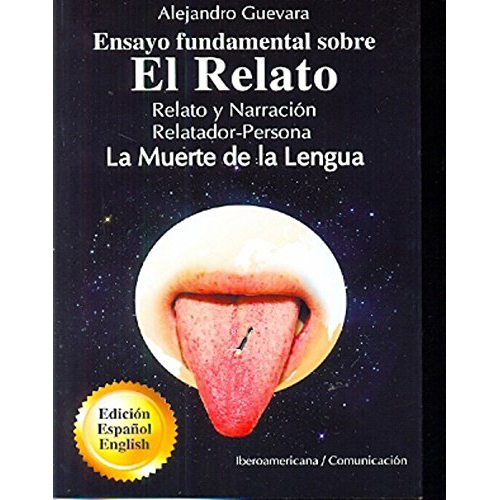 Alejandro Guevara
Ensayo fundamental sobre
El Relato
Relato y Narración
Relatador-Persona
La Muerte de la Lengua
Edición
Español
English
Iberoamericana / Comunicación